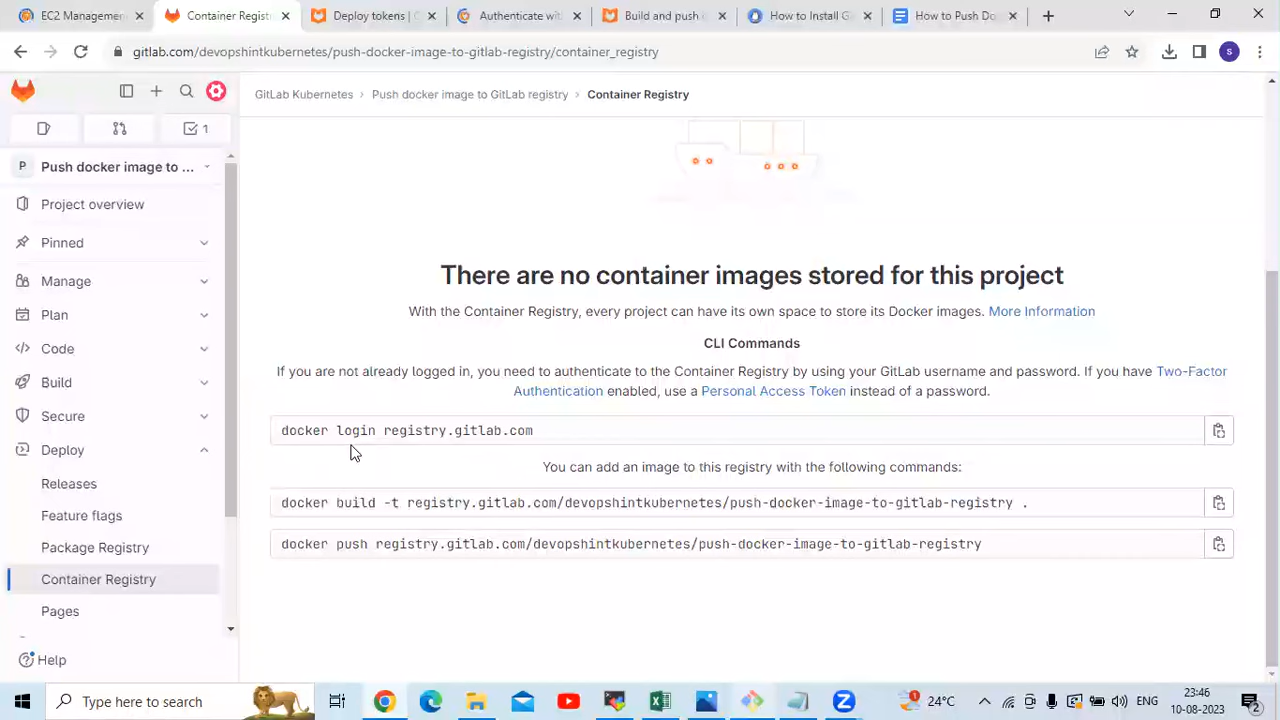 EC2 Managemen
Container Regis
Deploy tokens | G
Authenticate wit
Build and push c
How to Install Gi
How to Push Do
gitlab.com/devopshintkubernetes/push-docker-image-to-gitlab-registry/container_registry
S
GitLab Kubernetes > Push docker image to GitLab registry > Container Registry
1
P Push docker image to ...
Project overview
Pinned
Manage
Plan
Code
Build
Secure
Deploy
Releases
Feature flags
Package Registry
Container Registry
Pages
Help
There are no container images stored for this project
With the Container Registry, every project can have its own space to store its Docker images. More Information
CLI Commands
If you are not already logged in, you need to authenticate to the Container Registry by using your GitLab username and password. If you have Two-Factor
Authentication enabled, use a Personal Access Token instead of a password.
docker login registry.gitlab.com
You can add an image to this registry with the following commands:
docker build -t registry.gitlab.com/devopshintkubernetes/push-docker-image-to-gitlab-registry .
docker push registry.gitlab.com/devopshintkubernetes/push-docker-image-to-gitlab-registry
Type here to search
1
24°C
ENG
23:46
10-08-2023
2